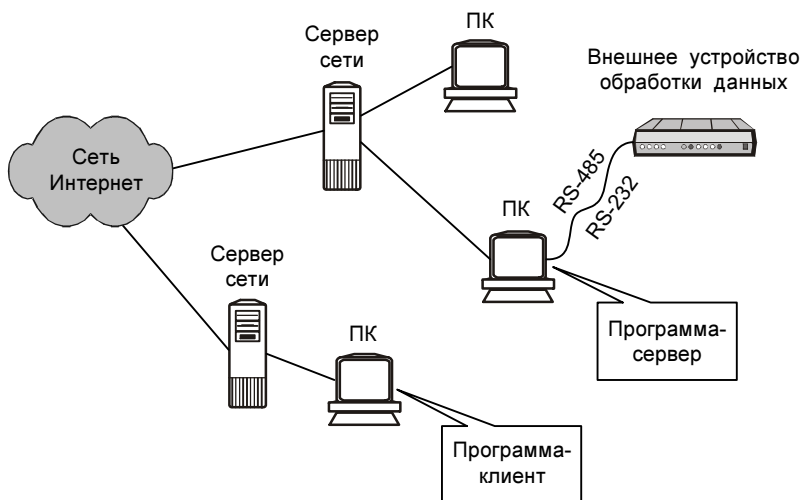 ПК
Сервер
сети
Внешнее устройство
обработки данных
Сеть
Интернет
RS-485
RS-232
ПК
Сервер
сети
Программа-
сервер
ПК
Программа-
клиент